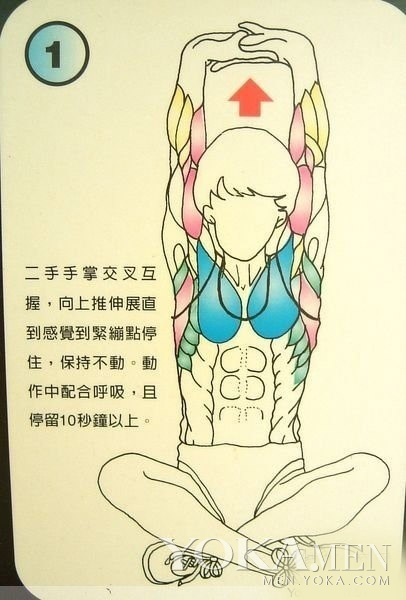 1
二手手掌交叉互
握，向上推伸展直
到感覺到緊繃點停
住，保持不動。動
作中配合呼吸，且
停留10秒鐘以上。
YOKAMEN
MEN.YOKA.COM